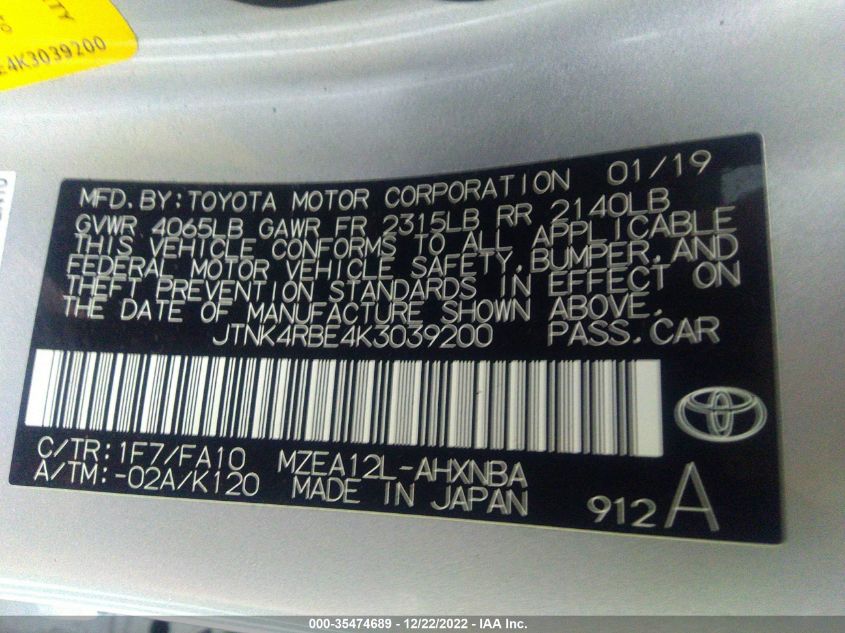 TY
4K3039200
MFD. BY: TOYOTA MOTOR CORPORATION 01/19
GVWR 4065LB GAWR FR 2315LB RR 2140LB
THIS VEHICLE CONFORMS TO ALL APPLICABLE
FEDERAL MOTOR VEHICLE SAFETY, BUMPER, AND
THEFT PREVENTION STANDARDS IN EFFECT ON
THE DATE OF MANUFACTURE SHOWN ABOVE.
JTNK4RBE4K3039200 PASS. CAR
C/TR: 1F7/FA10 MZEA12L-AHXNBA
A/TM: -02A/K120 MADE IN JAPAN 912 A
000-35474689 - 12/22/2022 - IAA Inc.